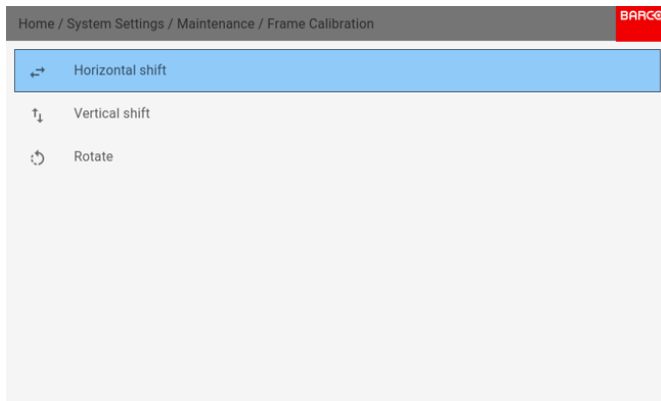 Home / System Settings / Maintenance / Frame Calibration
BARCO
Horizontal shift
Vertical shift
Rotate